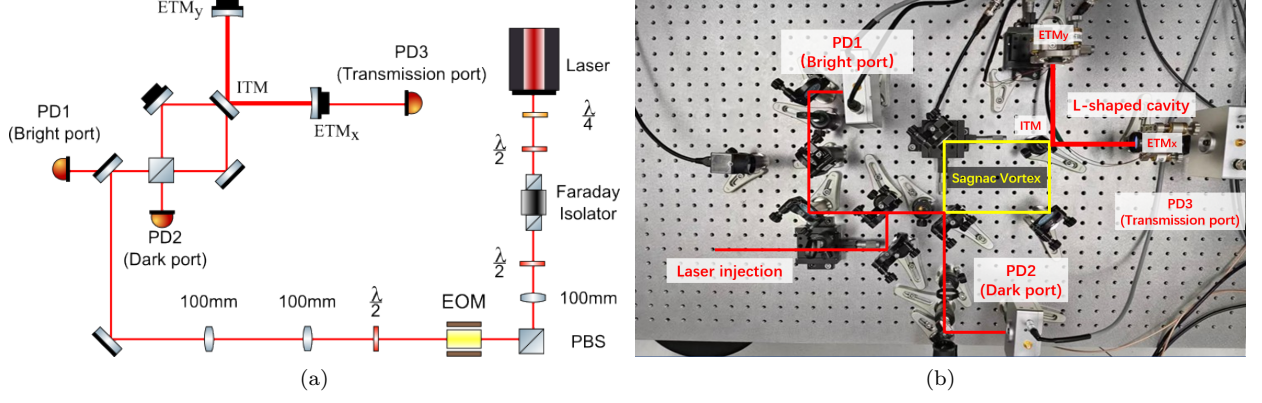 ETMy
ITM
PD3
(Transmission port)
ETMx
PD1
(Bright port)
PD2
(Dark port)
Laser
λ/4
λ/2
Faraday
Isolator
λ/2
100mm
PBS
EOM
λ/2
100mm
100mm
(a)
PD1
(Bright port)
ETMy
L-shaped cavity
ITM
ETMx
Sagnac Vortex
PD3
(Transmission port)
Laser injection
PD2
(Dark port)
(b)